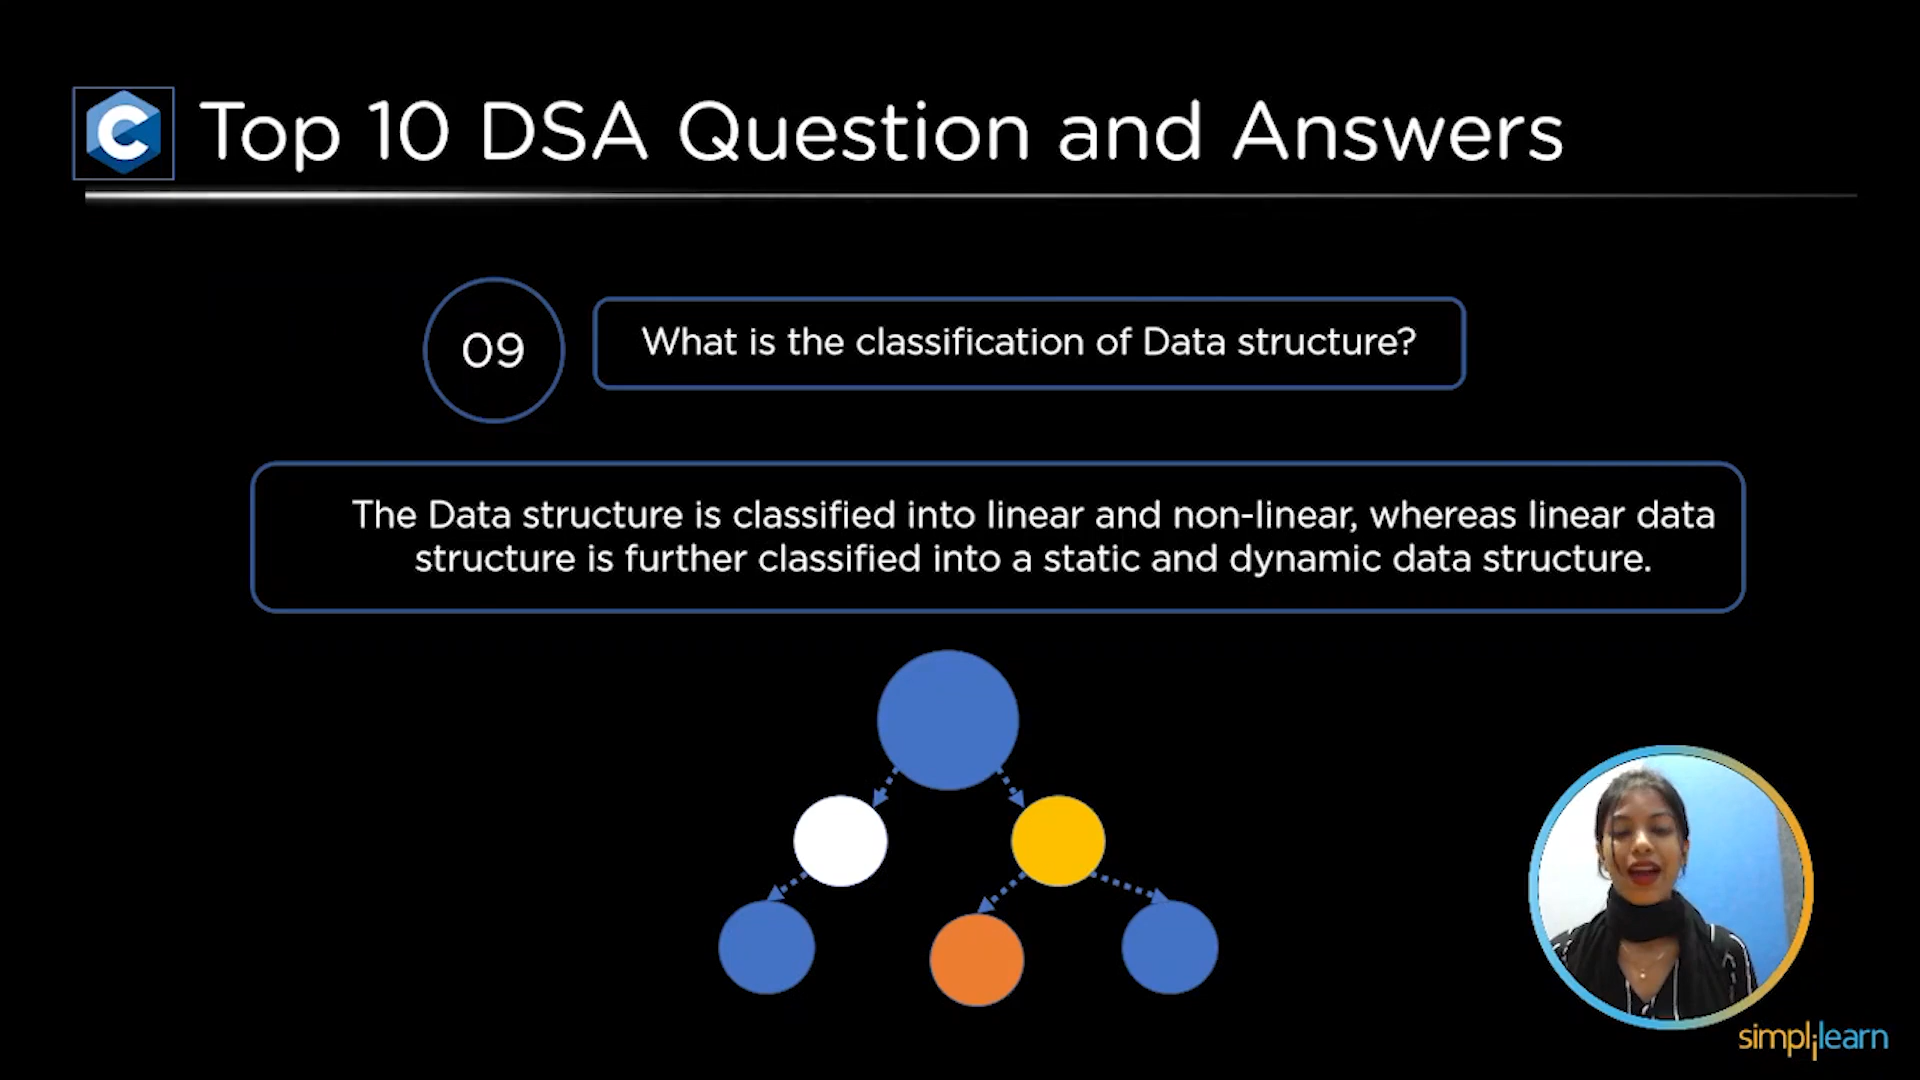 C Top 10 DSA Question and Answers
09
What is the classification of Data structure?
The Data structure is classified into linear and non-linear, whereas linear data
structure is further classified into a static and dynamic data structure.
simplilearn